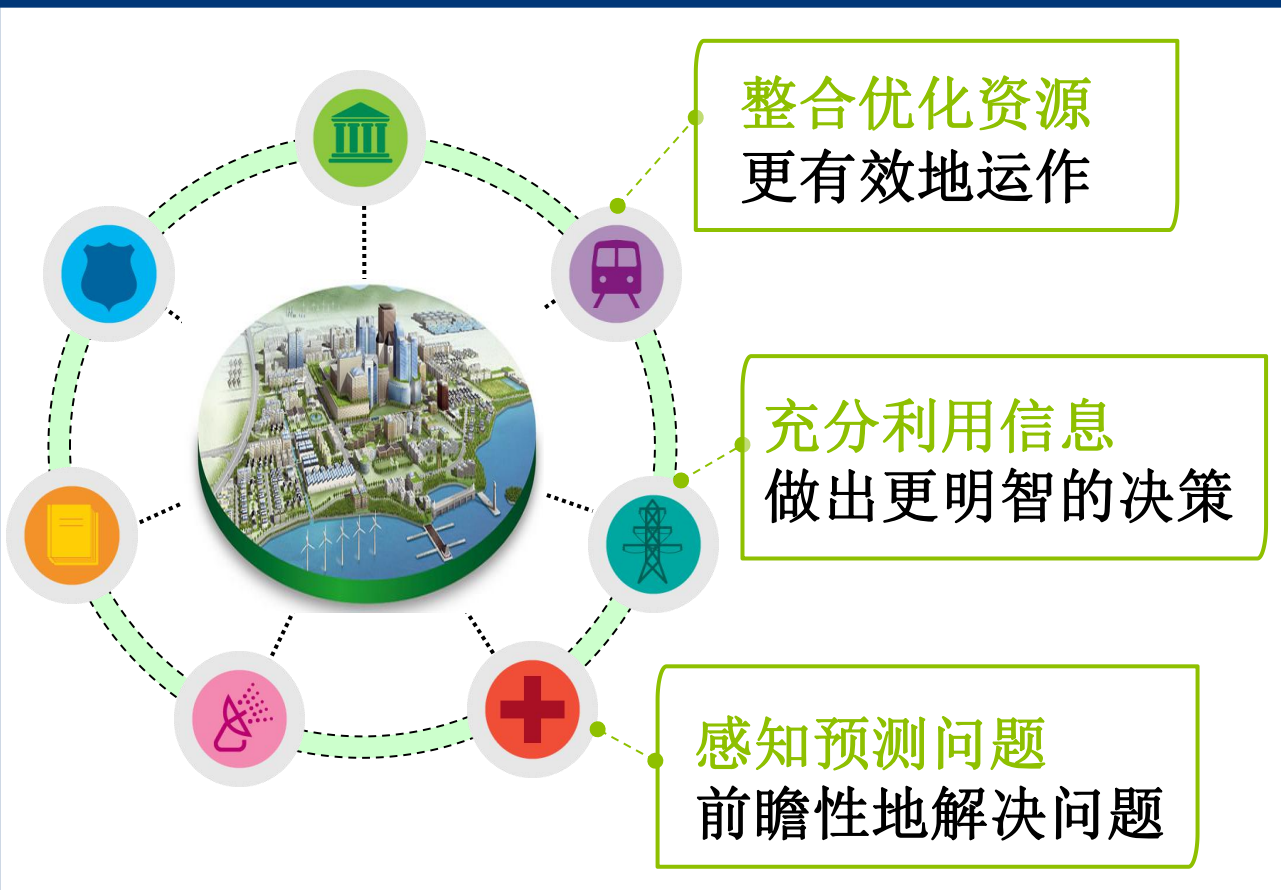 整合优化资源
更有效地运作
充分利用信息
做出更明智的决策
感知预测问题
前瞻性地解决问题